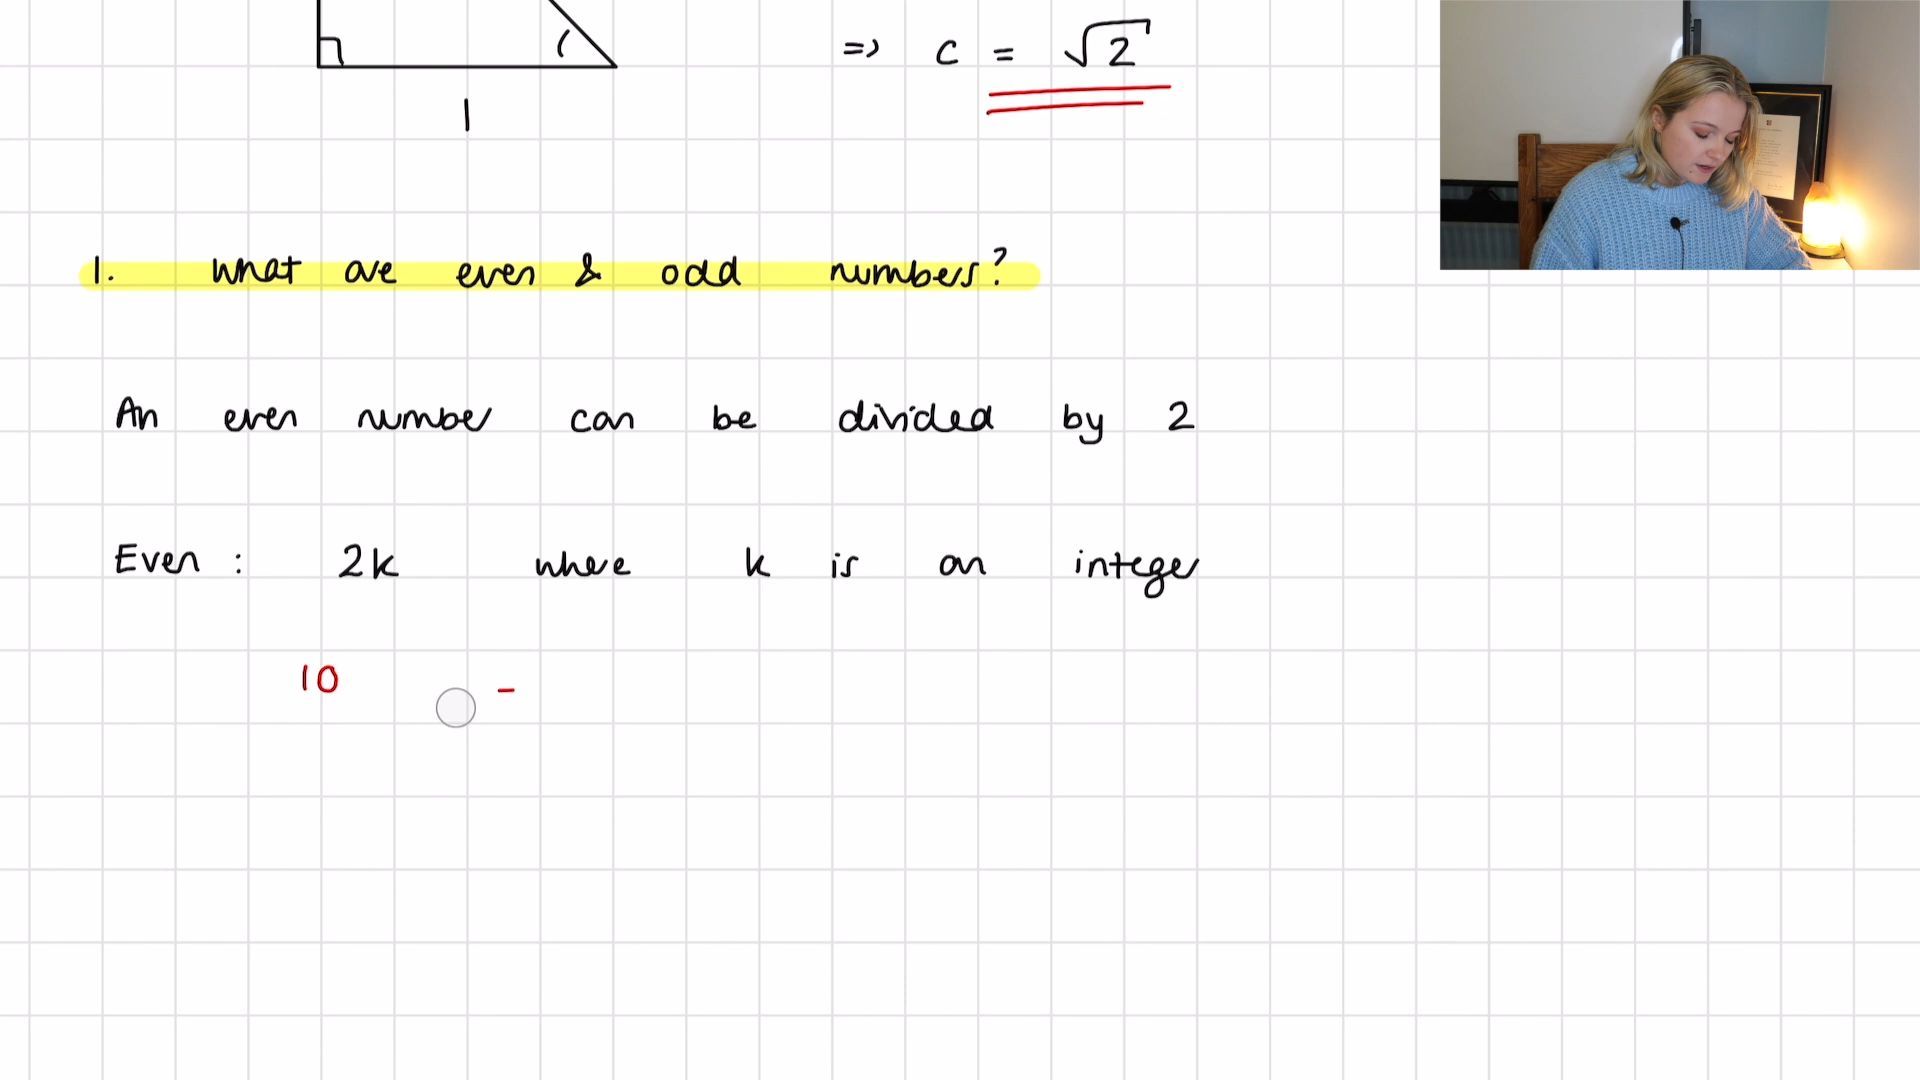 1
=> c = √2
1. What are even & odd numbers?
An even number can be divided by 2
Even : 2k where k is an integer
10 -